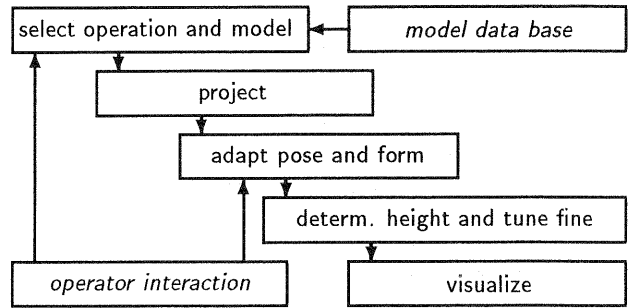 select operation and model
model data base
project
adapt pose and form
determ. height and tune fine
operator interaction
visualize